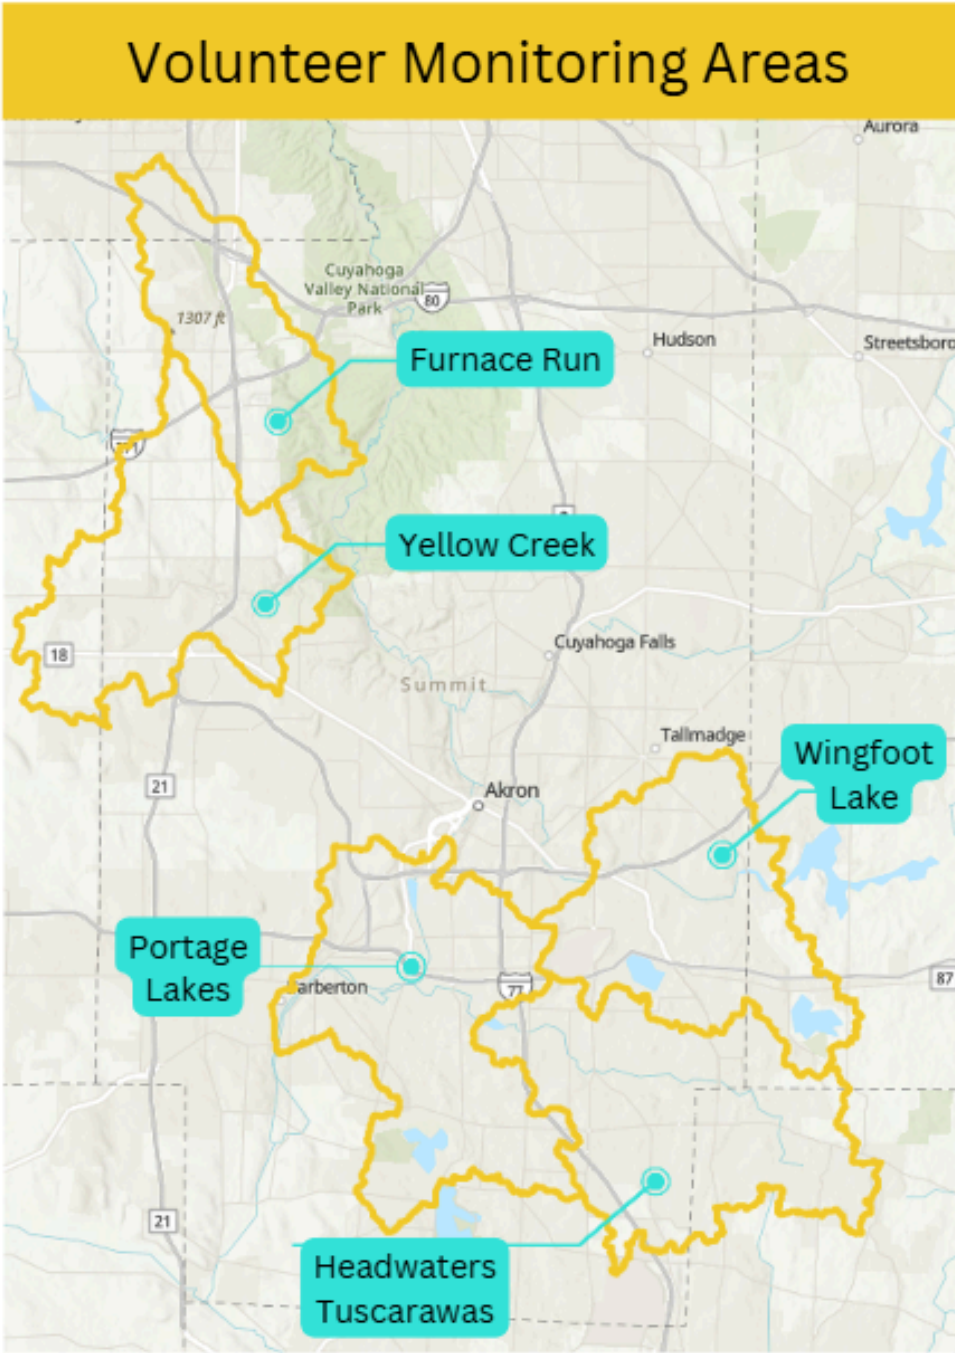 Volunteer Monitoring Areas
Aurora
Cuyahoga
Valley National
Park
80
1307 ft
Furnace Run
Hudson
Streetsboro
271
Yellow Creek
18
Cuyahoga Falls
Summit
Tallmadge
Wingfoot
Lake
21
Akron
Portage
Lakes
arberton
77
87
21
Headwaters
Tuscarawas